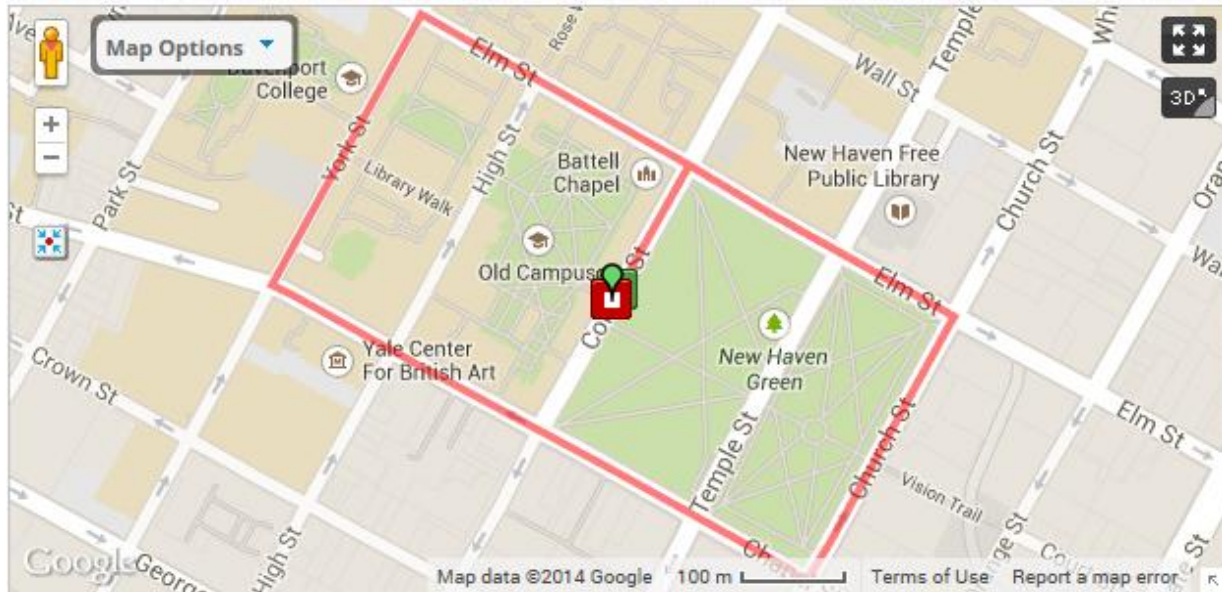 Map Options
Davenport
College
Elm St
Rose
Temple
Wall St
Church St
New Haven Free
Public Library
Battell
Chapel
York St
High St
Library Walk
Park St
St
Old Campus
Elm St
New Haven
Green
Yale Center
For British Art
Crown St
Temple St
Church St
Elm St
Vision Trail
High St
Google
Map data ©2014 Google
100 m
Terms of Use
Report a map error
3D